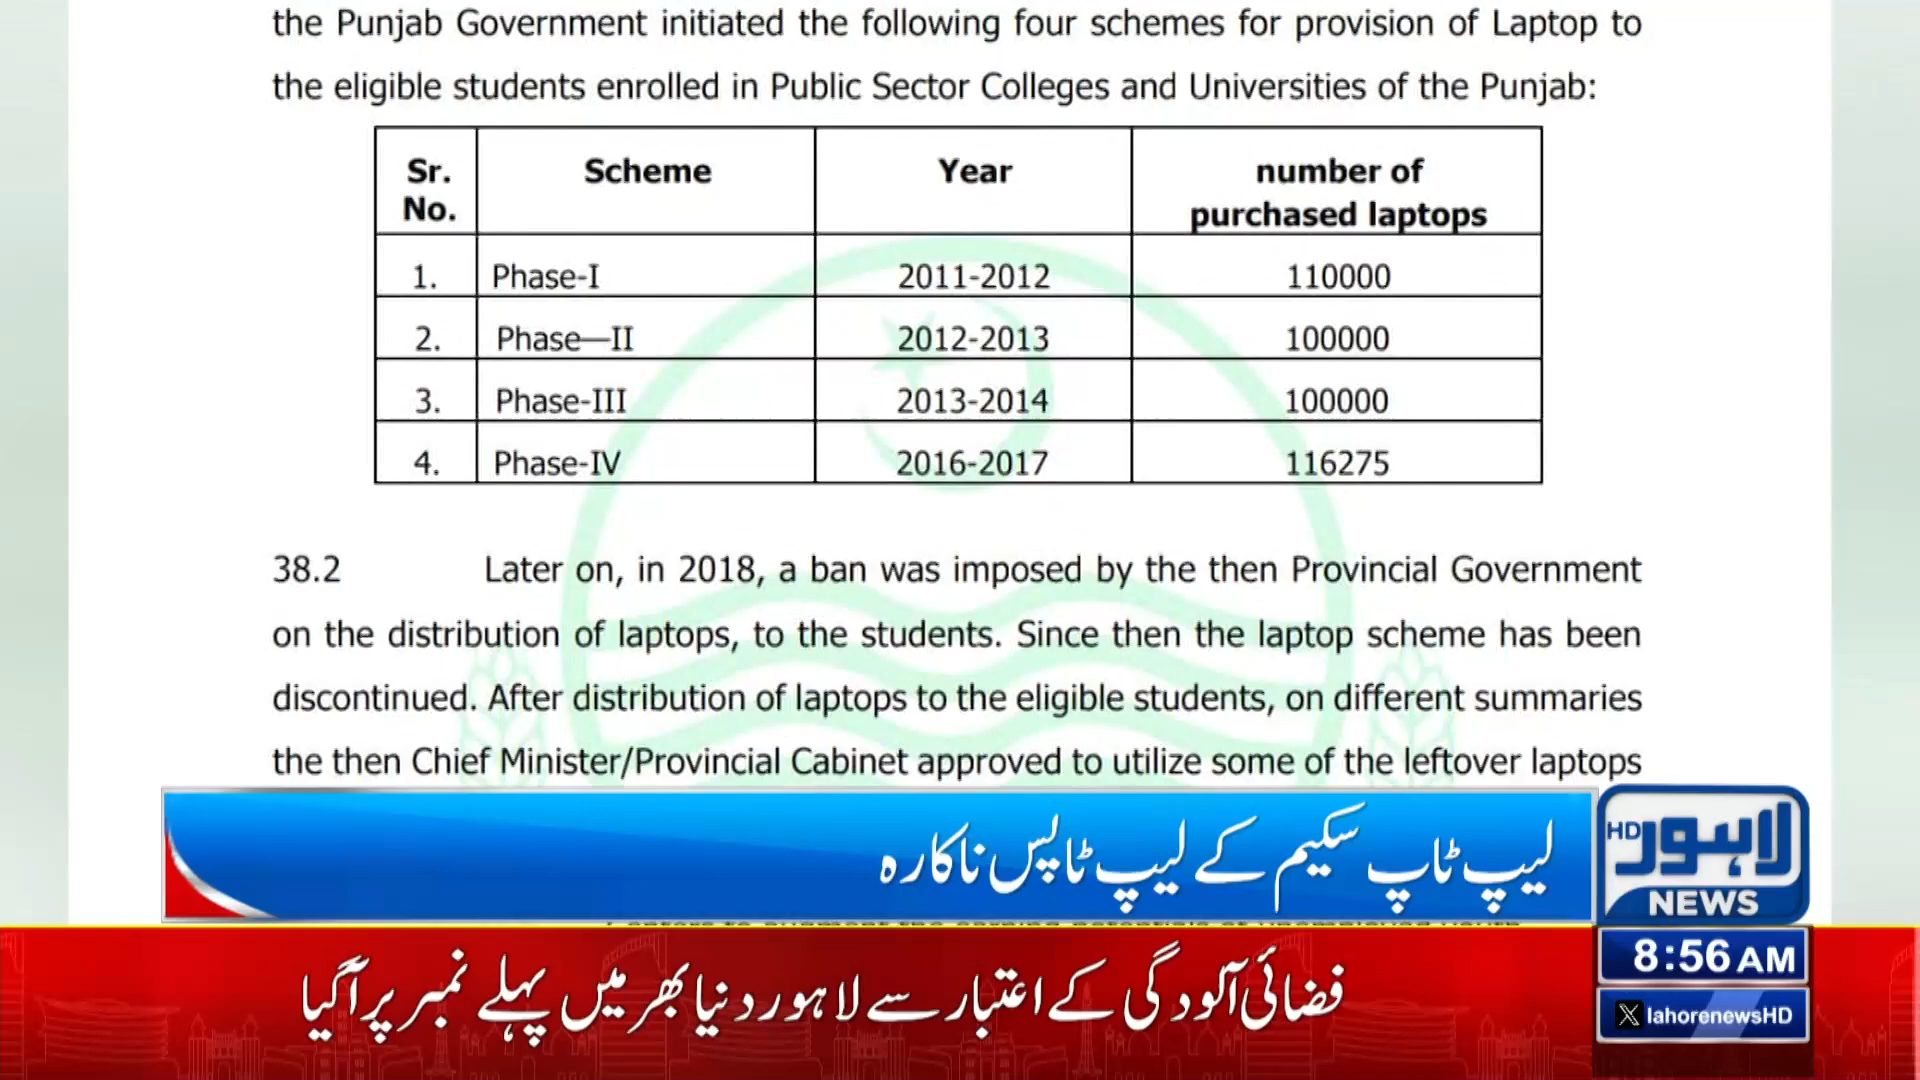 the Punjab Government initiated the following four schemes for provision of Laptop to
the eligible students enrolled in Public Sector Colleges and Universities of the Punjab:
Sr. No. Scheme Year number of purchased laptops
1. Phase-I 2011-2012 110000
2. Phase—II 2012-2013 100000
3. Phase-III 2013-2014 100000
4. Phase-IV 2016-2017 116275
38.2 Later on, in 2018, a ban was imposed by the then Provincial Government
on the distribution of laptops, to the students. Since then the laptop scheme has been
discontinued. After distribution of laptops to the eligible students, on different summaries
the then Chief Minister/Provincial Cabinet approved to utilize some of the leftover laptops
لیپ ٹاپ سکیم کے لیپ ٹاپس ناکارہ
لاہور HD
NEWS
فضائی آلودگی کے اعتبار سے لاہور دنیا بھر میں پہلے نمبر پر آگیا
8:56 AM
X lahorenewsHD